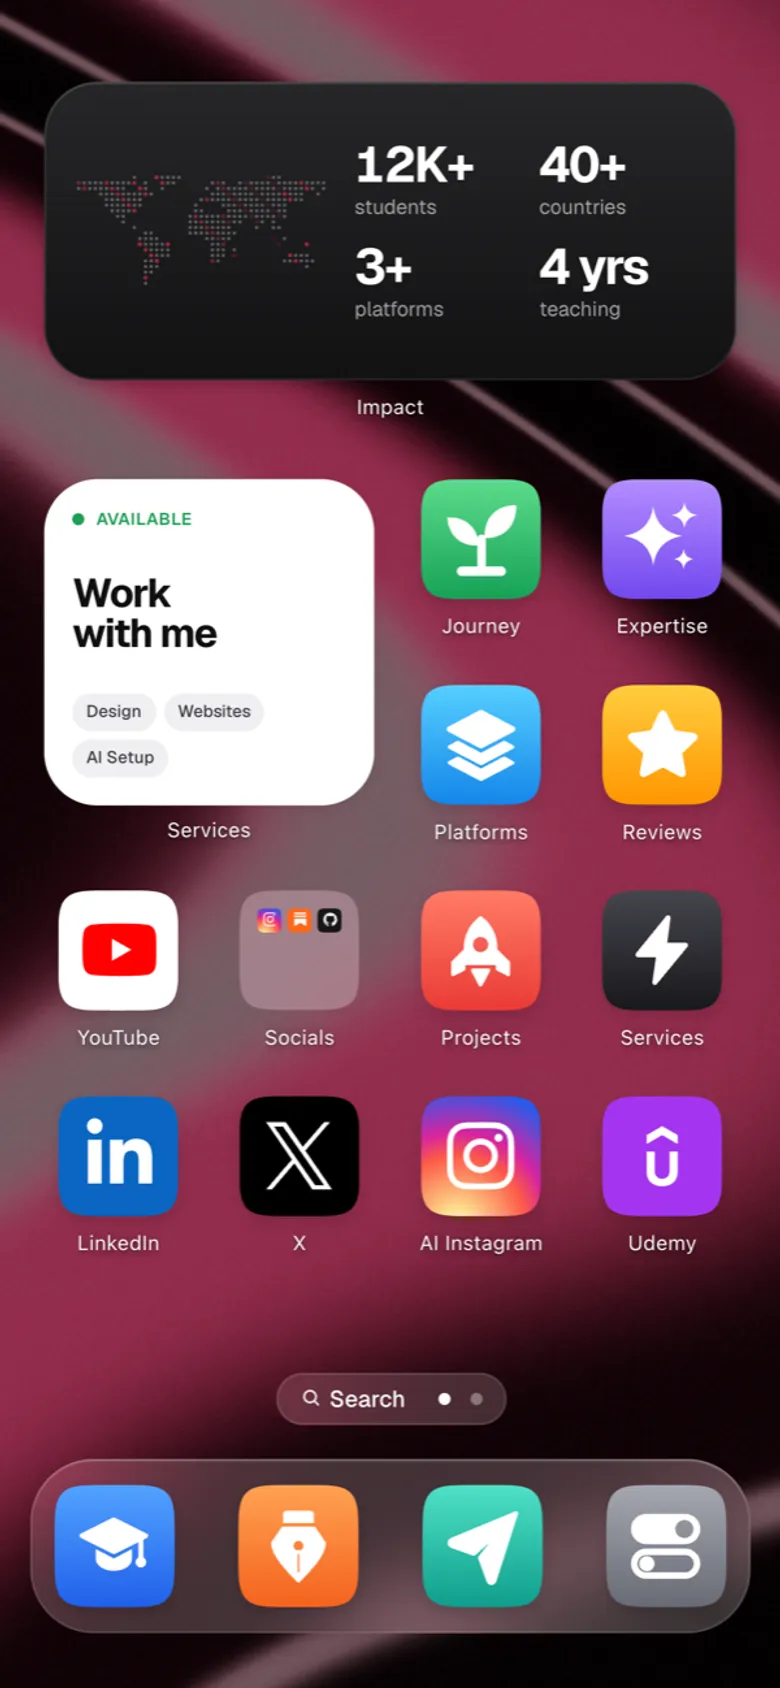 12K+ 40+
students countries
3+ 4 yrs
platforms teaching
Impact
AVAILABLE
Work
with me
Design Websites
AI Setup
Services
Journey Expertise
Platforms Reviews
YouTube Socials Projects Services
in
LinkedIn X AI Instagram Udemy
Search